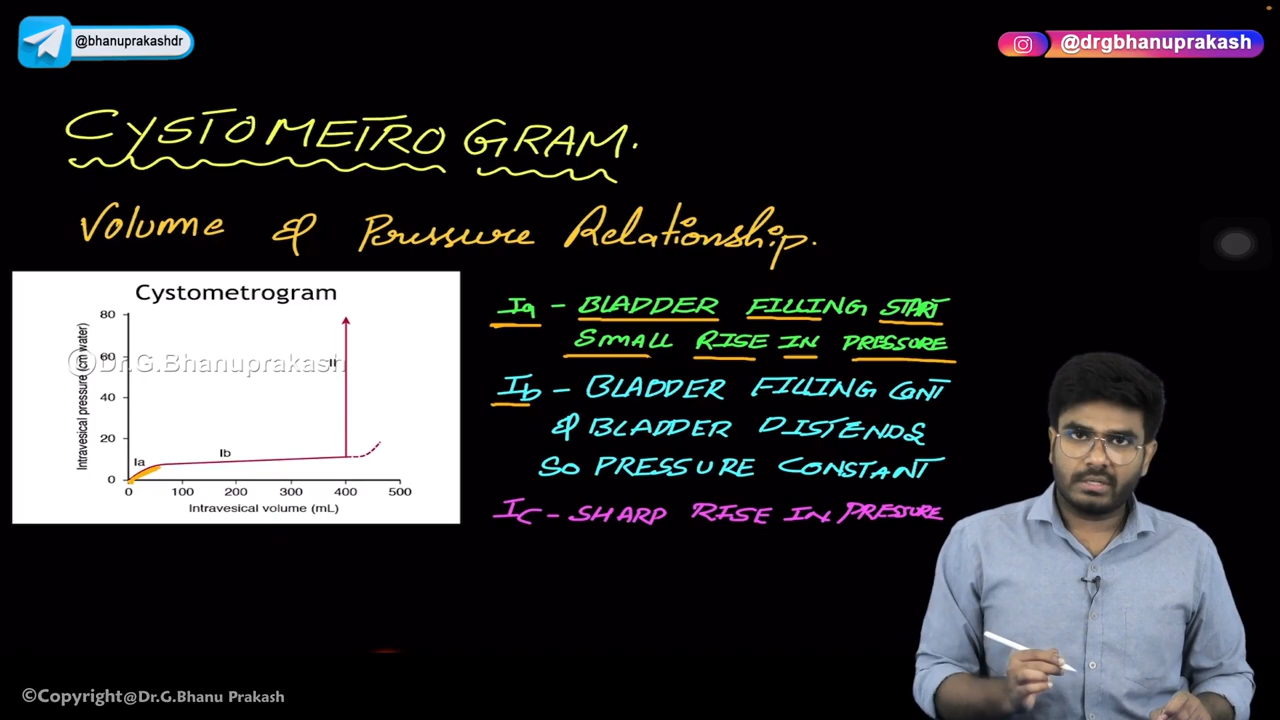 @bhanuprakashdr
@drgbhanuprakash
CYSTOMETROGRAM.
Volume & Pressure Relationship.
Cystometrogram
80
60
40
20
0
Intravesical pressure (cm water)
©Dr.G.Bhanuprakash
Ia
Ib
II
0 100 200 300 400 500
Intravesical volume (mL)
Ia - BLADDER FILLING START
SMALL RISE IN PRESSURE
Ib - BLADDER FILLING CONT
& BLADDER DISTENDS
SO PRESSURE CONSTANT
Ic - SHARP RISE IN PRESSURE
©Copyright@Dr.G.Bhanu Prakash